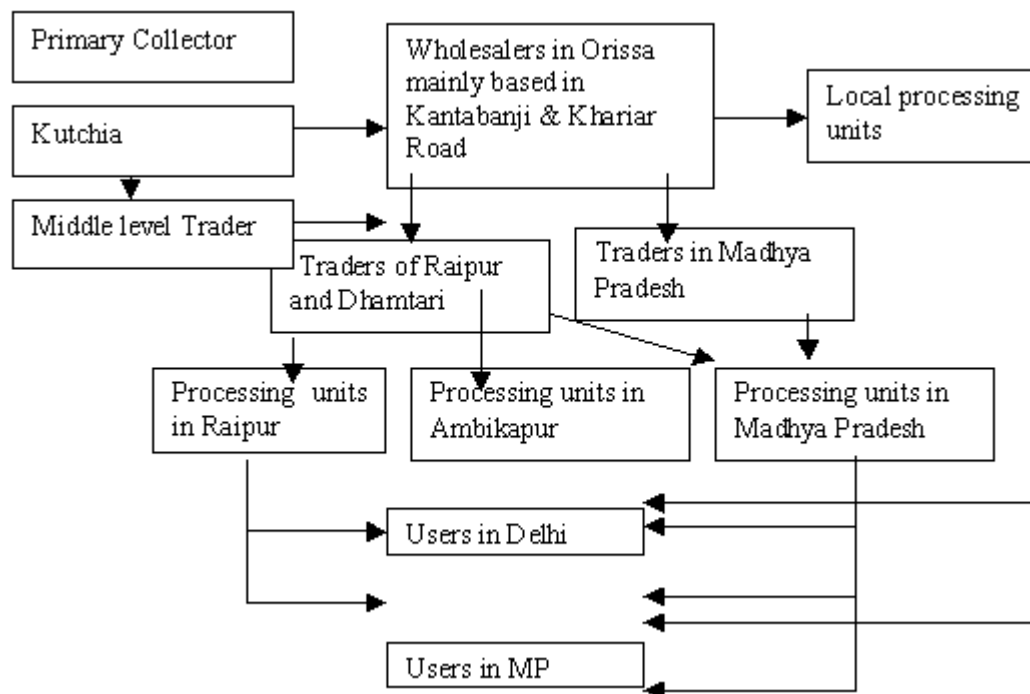 Primary Collector
Wholesalers in Orissa
mainly based in
Kantabanji & Khariar
Road
Local processing
units
Kutchia
Middle level Trader
Traders of Raipur
and Dhamtari
Traders in Madhya
Pradesh
Processing units
in Raipur
Processing units in
Ambikapur
Processing units in
Madhya Pradesh
Users in Delhi
Users in MP